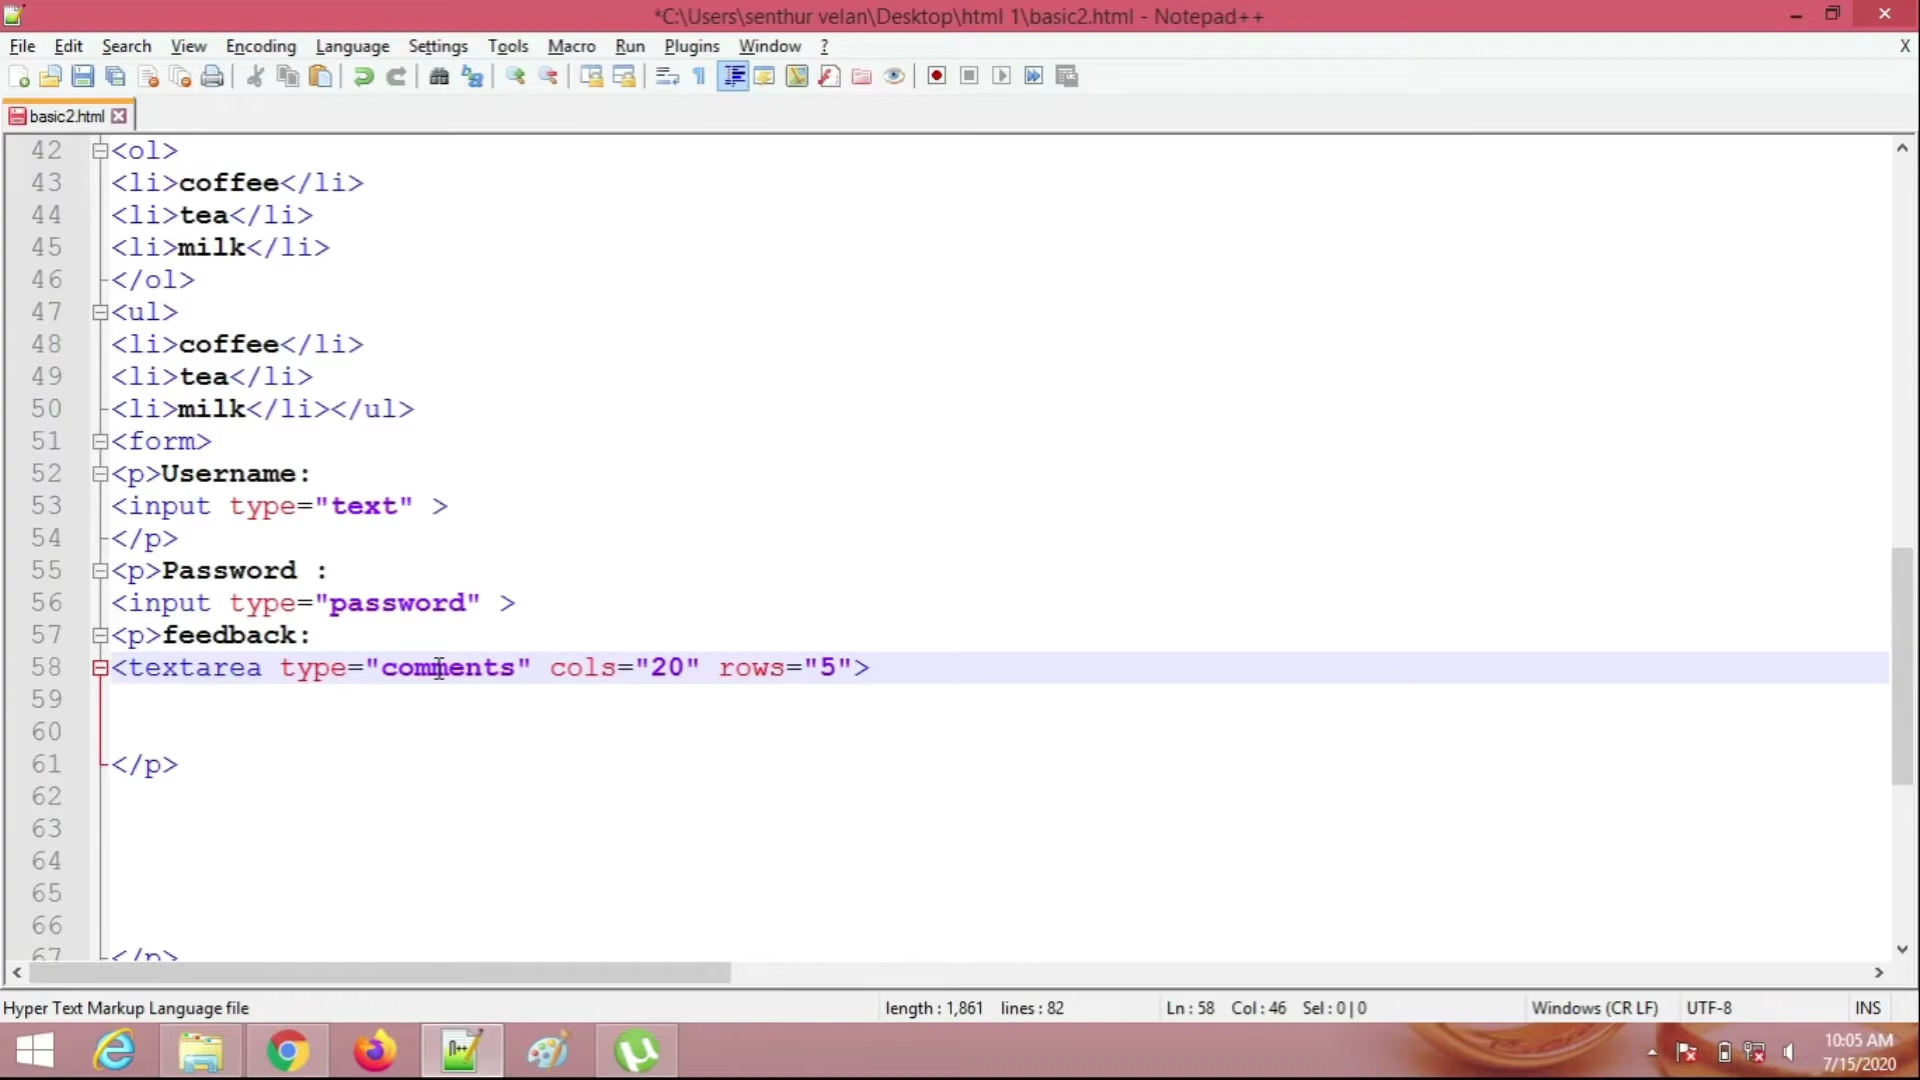 *C:\Users\senthur velan\Desktop\html 1\basic2.html - Notepad++
File Edit Search View Encoding Language Settings Tools Macro Run Plugins Window ? X
basic2.html
42 <ol>
43 <li>coffee</li>
44 <li>tea</li>
45 <li>milk</li>
46 </ol>
47 <ul>
48 <li>coffee</li>
49 <li>tea</li>
50 <li>milk</li></ul>
51 <form>
52 <p>Username:
53 <input type="text" >
54 </p>
55 <p>Password :
56 <input type="password" >
57 <p>feedback:
58 <textarea type="comments" cols="20" rows="5">
59
60
61 </p>
62
63
64
65
66
67 </p>
Hyper Text Markup Language file length : 1,861 lines : 82 Ln : 58 Col : 46 Sel : 0 | 0 Windows (CR LF) UTF-8 INS
10:05 AM
7/15/2020